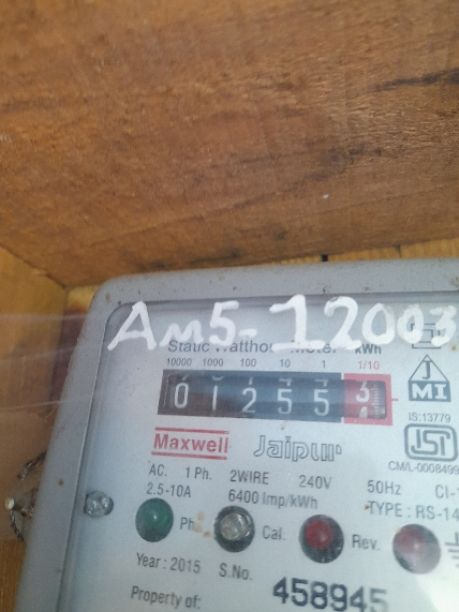 Am5-12003
Static Watthour Meter kWh
10000 1000 100 10 1 1/10
0 1 2 5 5 3
JMI
IS:13779
Maxwell Jaipur
ISI
CM/L-0008499
AC. 1 Ph. 2WIRE 240V 50Hz
2.5-10A 6400 Imp/kWh
TYPE : RS-14
Ph. Cal. Rev.
Year : 2015 S.No.
Property of: 458945